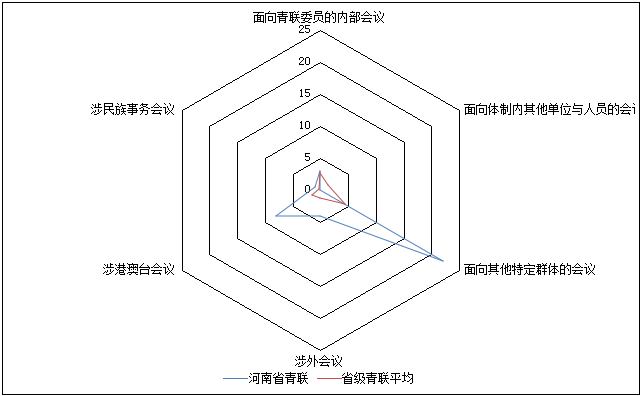 面向青联委员的内部会议
25
20
15
10
5
0
涉民族事务会议
面向体制内其他单位与人员的会
涉港澳台会议
面向其他特定群体的会议
涉外会议
河南省青联 省级青联平均